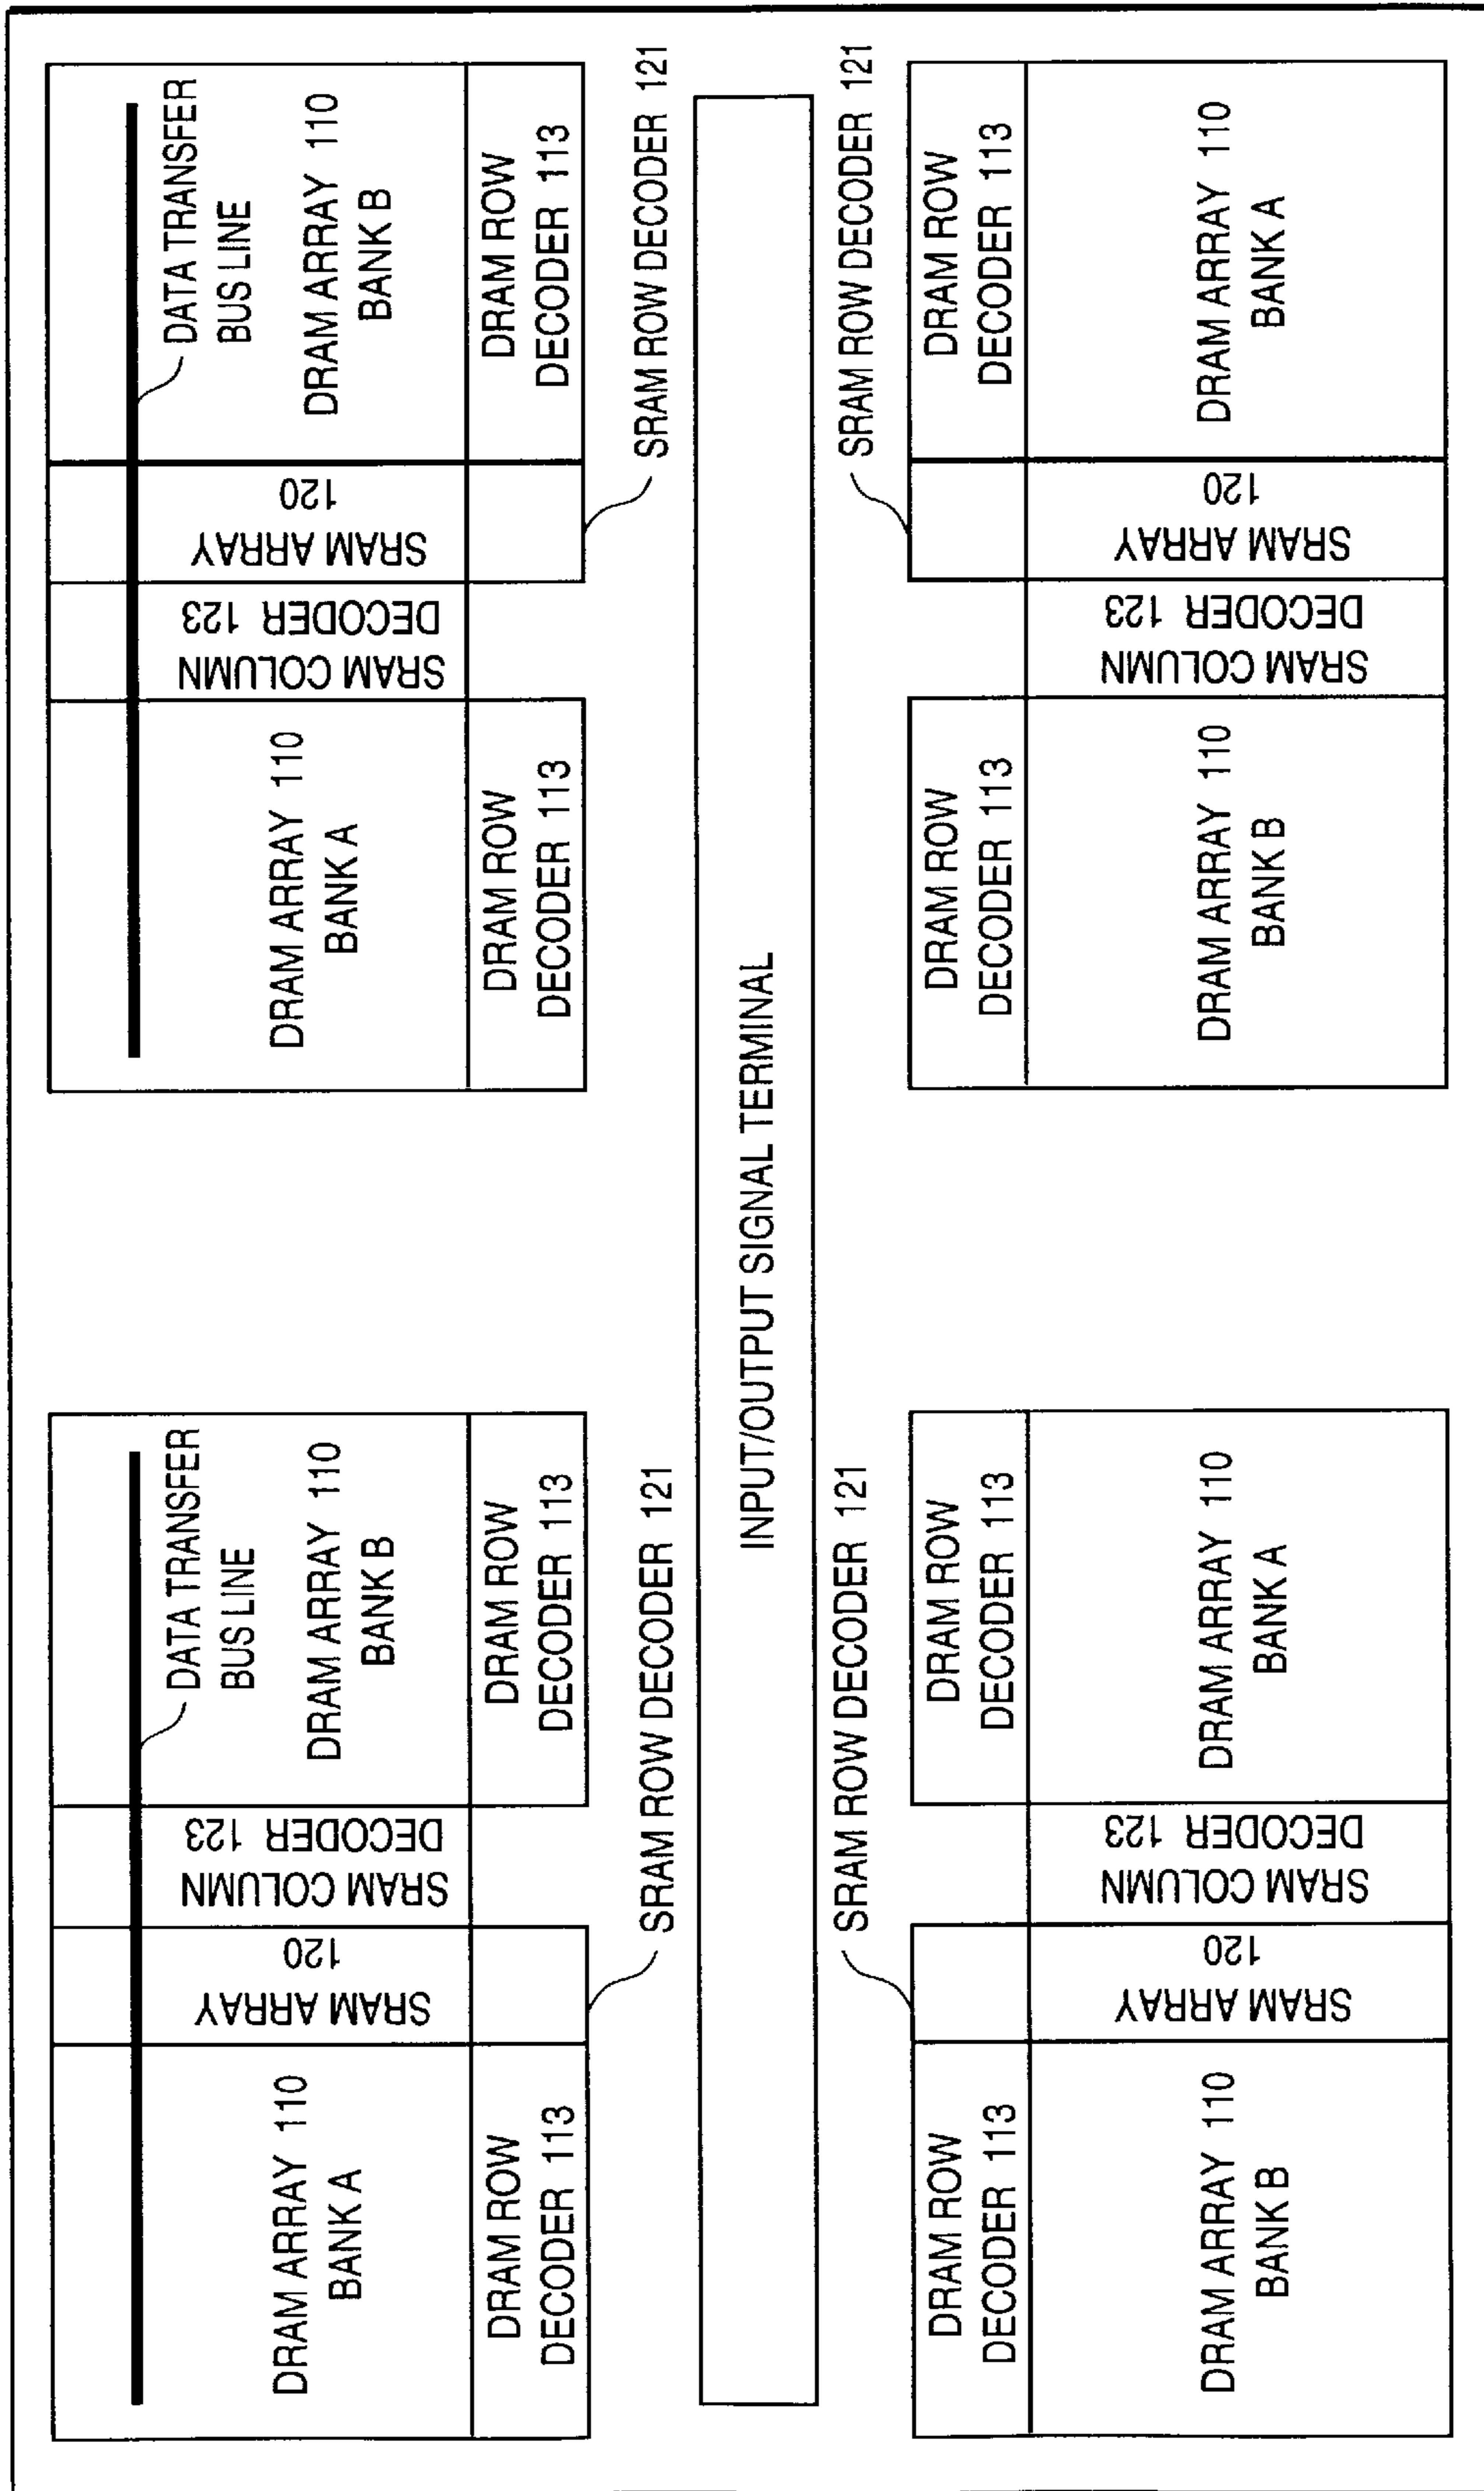 DATA TRANSFER
BUS LINE
DRAM ARRAY 110
BANK A
SRAM ARRAY
120
SRAM COLUMN
DECODER 123
DRAM ARRAY 110
BANK B
DRAM ROW
DECODER 113
DRAM ROW
DECODER 113
SRAM ROW DECODER 121
DATA TRANSFER
BUS LINE
DRAM ARRAY 110
BANK A
SRAM COLUMN
DECODER 123
SRAM ARRAY
120
DRAM ARRAY 110
BANK B
DRAM ROW
DECODER 113
DRAM ROW
DECODER 113
SRAM ROW DECODER 121
INPUT/OUTPUT SIGNAL TERMINAL
SRAM ROW DECODER 121
DRAM ROW
DECODER 113
DRAM ROW
DECODER 113
DRAM ARRAY 110
BANK B
SRAM ARRAY
120
SRAM COLUMN
DECODER 123
DRAM ARRAY 110
BANK A
SRAM ROW DECODER 121
DRAM ROW
DECODER 113
DRAM ROW
DECODER 113
DRAM ARRAY 110
BANK B
SRAM COLUMN
DECODER 123
SRAM ARRAY
120
DRAM ARRAY 110
BANK A